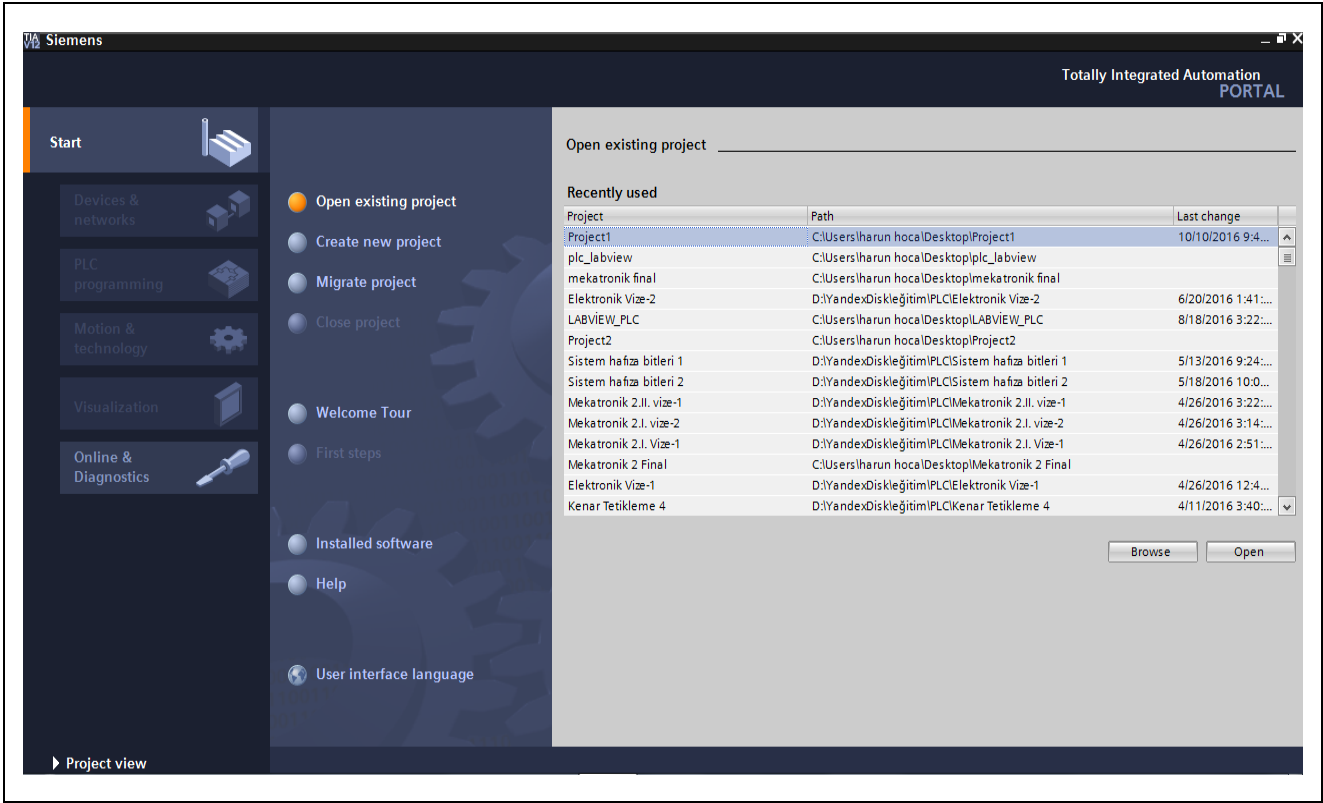 TIA V12 Siemens
Totally Integrated Automation
PORTAL
Start
Devices &
networks
PLC
programming
Motion &
technology
Visualization
Online &
Diagnostics
Project view
Open existing project
Create new project
Migrate project
Close project
Welcome Tour
First steps
Installed software
Help
User interface language
Open existing project
Recently used
Project Path Last change
Project1 C:\Users\harun hoca\Desktop\Project1 10/10/2016 9:4...
plc_labview C:\Users\harun hoca\Desktop\plc_labview
mekatronik final C:\Users\harun hoca\Desktop\mekatronik final
Elektronik Vize-2 D:\YandexDisk\eğitim\PLC\Elektronik Vize-2 6/20/2016 1:41:...
LABVİEW_PLC C:\Users\harun hoca\Desktop\LABVİEW_PLC 8/18/2016 3:22:...
Project2 C:\Users\harun hoca\Desktop\Project2
Sistem hafıza bitleri 1 D:\YandexDisk\eğitim\PLC\Sistem hafıza bitleri 1 5/13/2016 9:24:...
Sistem hafıza bitleri 2 D:\YandexDisk\eğitim\PLC\Sistem hafıza bitleri 2 5/18/2016 10:0...
Mekatronik 2.II. vize-1 D:\YandexDisk\eğitim\PLC\Mekatronik 2.II. vize-1 4/26/2016 3:22:...
Mekatronik 2.I. vize-2 D:\YandexDisk\eğitim\PLC\Mekatronik 2.I. vize-2 4/26/2016 3:14:...
Mekatronik 2.I. Vize-1 D:\YandexDisk\eğitim\PLC\Mekatronik 2.I. Vize-1 4/26/2016 2:51:...
Mekatronik 2 Final C:\Users\harun hoca\Desktop\Mekatronik 2 Final
Elektronik Vize-1 D:\YandexDisk\eğitim\PLC\Elektronik Vize-1 4/26/2016 12:4...
Kenar Tetikleme 4 D:\YandexDisk\eğitim\PLC\Kenar Tetikleme 4 4/11/2016 3:40:...
Browse Open